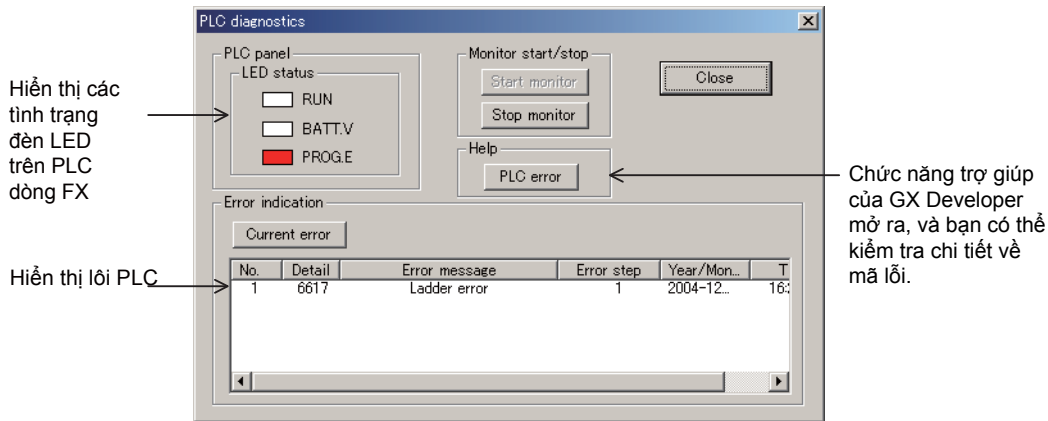 PLC diagnostics
PLC panel
LED status
RUN
BATT.V
PROG.E
Monitor start/stop
Start monitor
Stop monitor
Close
Help
PLC error
Error indication
Current error
No. Detail Error message Error step Year/Mon... T
1 6617 Ladder error 1 2004-12... 16:
Hiển thị các
tình trạng
đèn LED
trên PLC
dòng FX
Hiển thị lôi PLC
Chức năng trợ giúp
của GX Developer
mở ra, và bạn có thể
kiểm tra chi tiết về
mã lỗi.